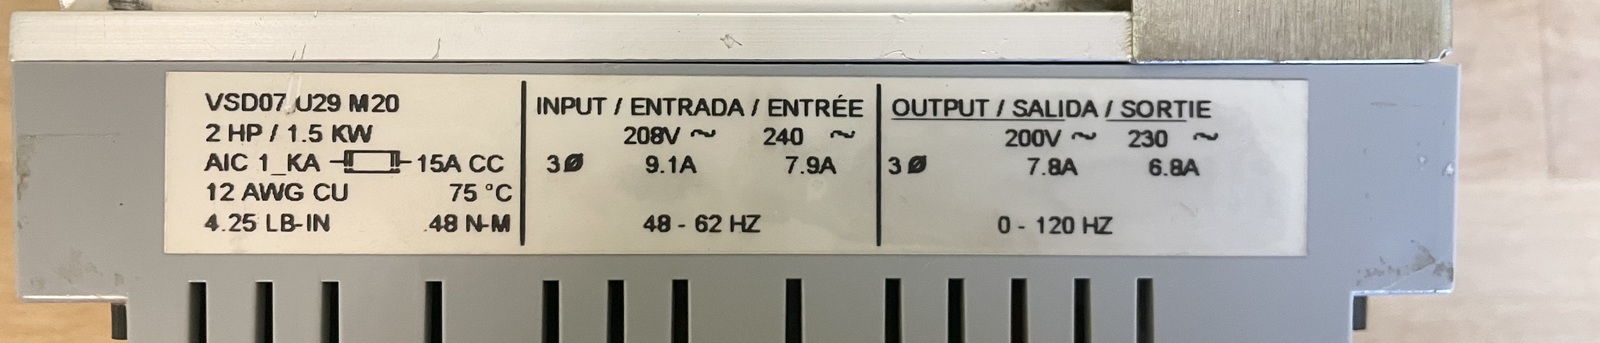 VSD07 U29 M20
2 HP / 1.5 KW
AIC 1_KA 15A CC
12 AWG CU 75 °C
4.25 LB-IN .48 N-M
INPUT / ENTRADA / ENTRÉE
208V ~ 240 ~
3Ø 9.1A 7.9A
48 - 62 HZ
OUTPUT / SALIDA / SORTIE
200V ~ 230 ~
3Ø 7.8A 6.8A
0 - 120 HZ